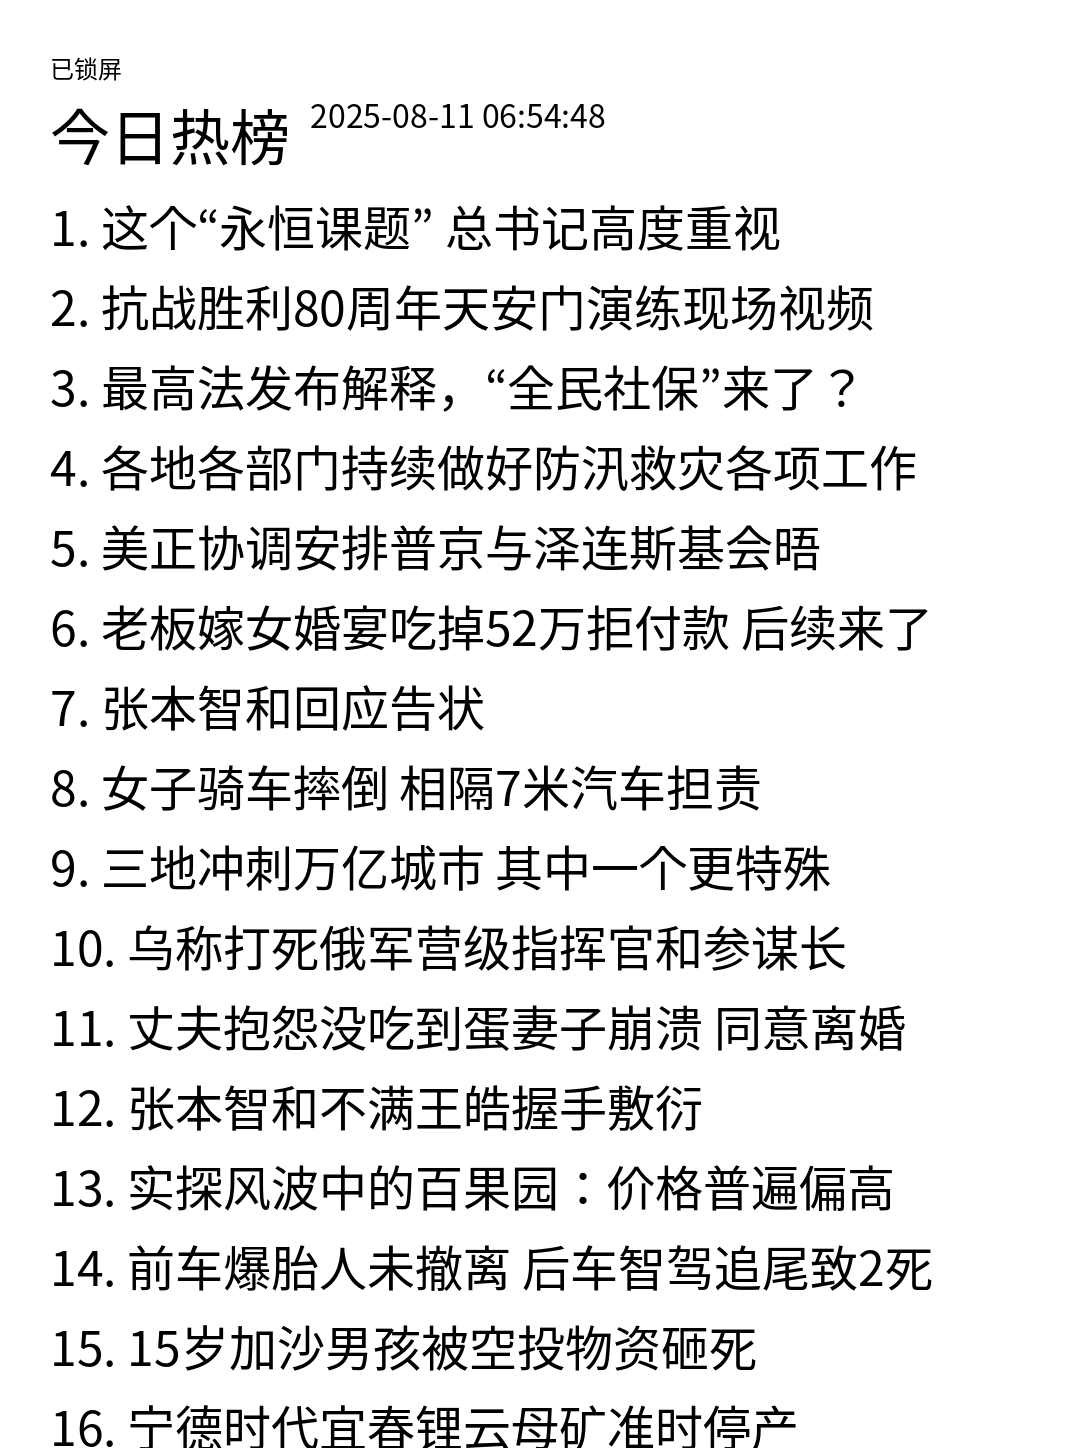 已锁屏
今日热榜 2025-08-11 06:54:48
1. 这个“永恒课题” 总书记高度重视
2. 抗战胜利80周年天安门演练现场视频
3. 最高法发布解释，“全民社保”来了？
4. 各地各部门持续做好防汛救灾各项工作
5. 美正协调安排普京与泽连斯基会晤
6. 老板嫁女婚宴吃掉52万拒付款 后续来了
7. 张本智和回应告状
8. 女子骑车摔倒 相隔7米汽车担责
9. 三地冲刺万亿城市 其中一个更特殊
10. 乌称打死俄军营级指挥官和参谋长
11. 丈夫抱怨没吃到蛋妻子崩溃 同意离婚
12. 张本智和不满王皓握手敷衍
13. 实探风波中的百果园：价格普遍偏高
14. 前车爆胎人未撤离 后车智驾追尾致2死
15. 15岁加沙男孩被空投物资砸死
16. 宁德时代宜春锂云母矿准时停产